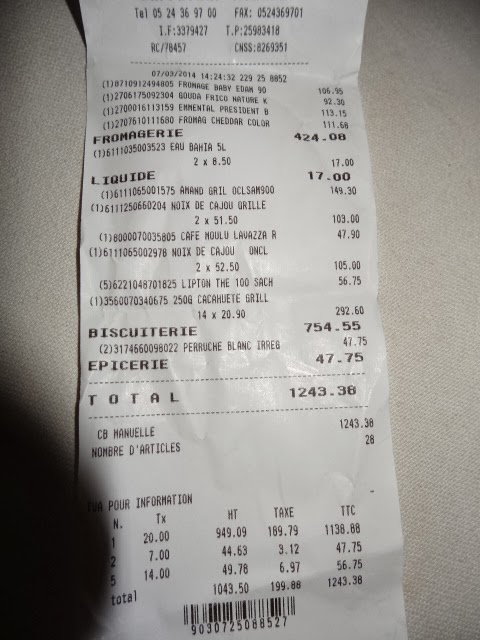 Tel 05 24 36 97 00 FAX: 0524369701
I.F:3379427 T.P:25983418
RC/78457 CNSS:8269351
07/03/2014 14:24:32 229 25 8852
(1)8710912494805 FROMAGE BABY EDAM 90 106.95
(1)2706175092304 GOUDA FRICO NATURE K 92.30
(1)2700016113159 EMMENTAL PRESIDENT B 113.15
(1)2707610111680 FROMAG CHEDDAR COLOR 111.68
FROMAGERIE 424.08
(1)6111035003523 EAU BAHIA 5L
2 x 8.50 17.00
LIQUIDE 17.00
(1)6111065001575 AMAND GRIL OCLSAM900 149.30
(1)6111250660204 NOIX DE CAJOU GRILLE
2 x 51.50 103.00
(1)8000070035805 CAFE MOULU LAVAZZA R 47.90
(1)6111065002978 NOIX DE CAJOU ONCL
2 x 52.50 105.00
(5)6221048701825 LIPTON THE 100 SACH 56.75
(1)3560070340675 250G CACAHUETE GRILL
14 x 20.90 292.60
BISCUITERIE 754.55
(2)3174660098022 PERRUCHE BLANC IRREG 47.75
EPICERIE 47.75
TOTAL 1243.38
CB MANUELLE 1243.38
NOMBRE D'ARTICLES 28
TVA POUR INFORMATION
N. Tx HT TAXE TTC
1 20.00 949.09 189.79 1138.88
2 7.00 44.63 3.12 47.75
5 14.00 49.78 6.97 56.75
total 1043.50 199.88 1243.38
9030725088527